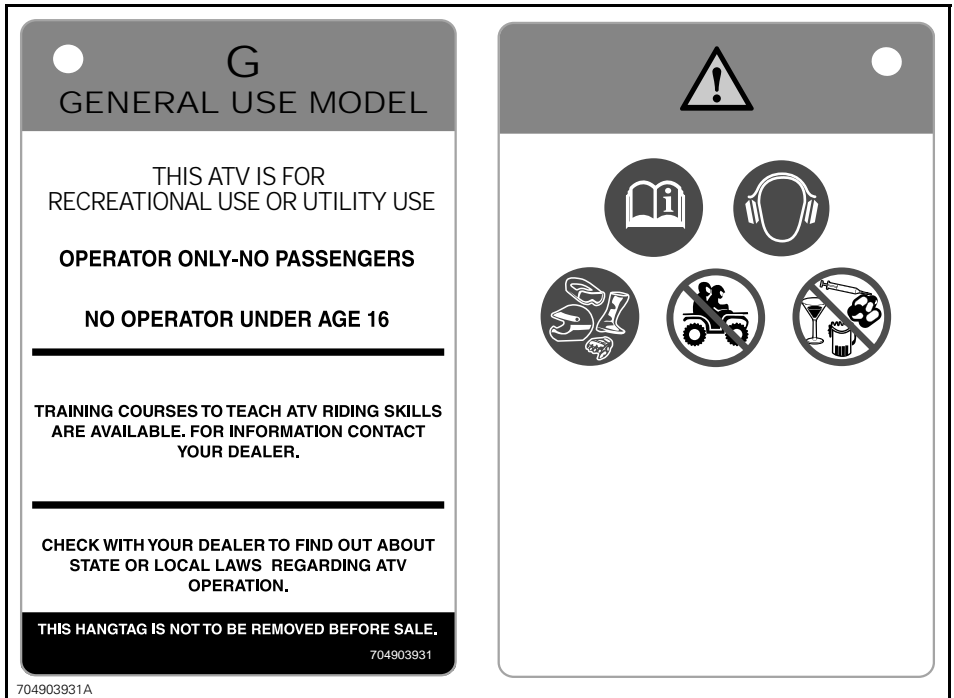 G
GENERAL USE MODEL
THIS ATV IS FOR
RECREATIONAL USE OR UTILITY USE
OPERATOR ONLY-NO PASSENGERS
NO OPERATOR UNDER AGE 16
TRAINING COURSES TO TEACH ATV RIDING SKILLS
ARE AVAILABLE. FOR INFORMATION CONTACT
YOUR DEALER.
CHECK WITH YOUR DEALER TO FIND OUT ABOUT
STATE OR LOCAL LAWS REGARDING ATV
OPERATION.
THIS HANGTAG IS NOT TO BE REMOVED BEFORE SALE.
704903931
704903931A
!
i